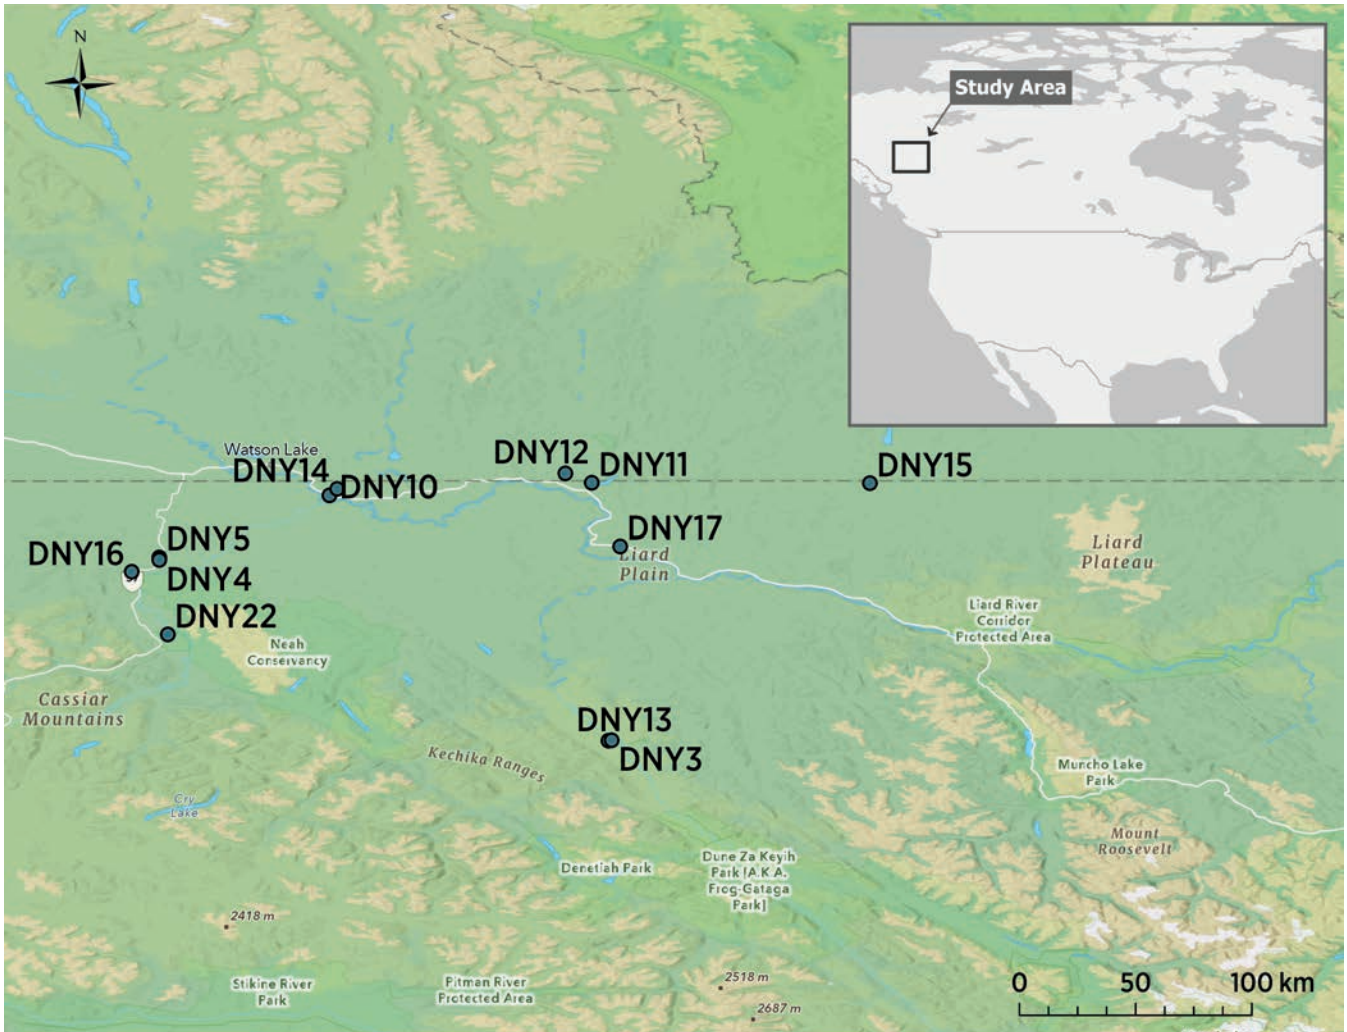 N
Study Area
Watson Lake
DNY14
DNY10
DNY12
DNY11
DNY15
DNY17
Liard
Plain
Liard
Plateau
DNY5
DNY16
DNY4
DNY22
Neah
Conservancy
Liard River
Corridor
Protected Area
Cassiar
Mountains
DNY13
DNY3
Kechika Ranges
Muncho Lake
Park
Cry
Lake
Mount
Roosevelt
Denetiah Park
Dune Za Keyih
Park [A.K.A.
Frog-Gataga
Park]
2418 m
Stikine River
Park
Pitman River
Protected Area
2518 m
2687 m
0 50 100 km